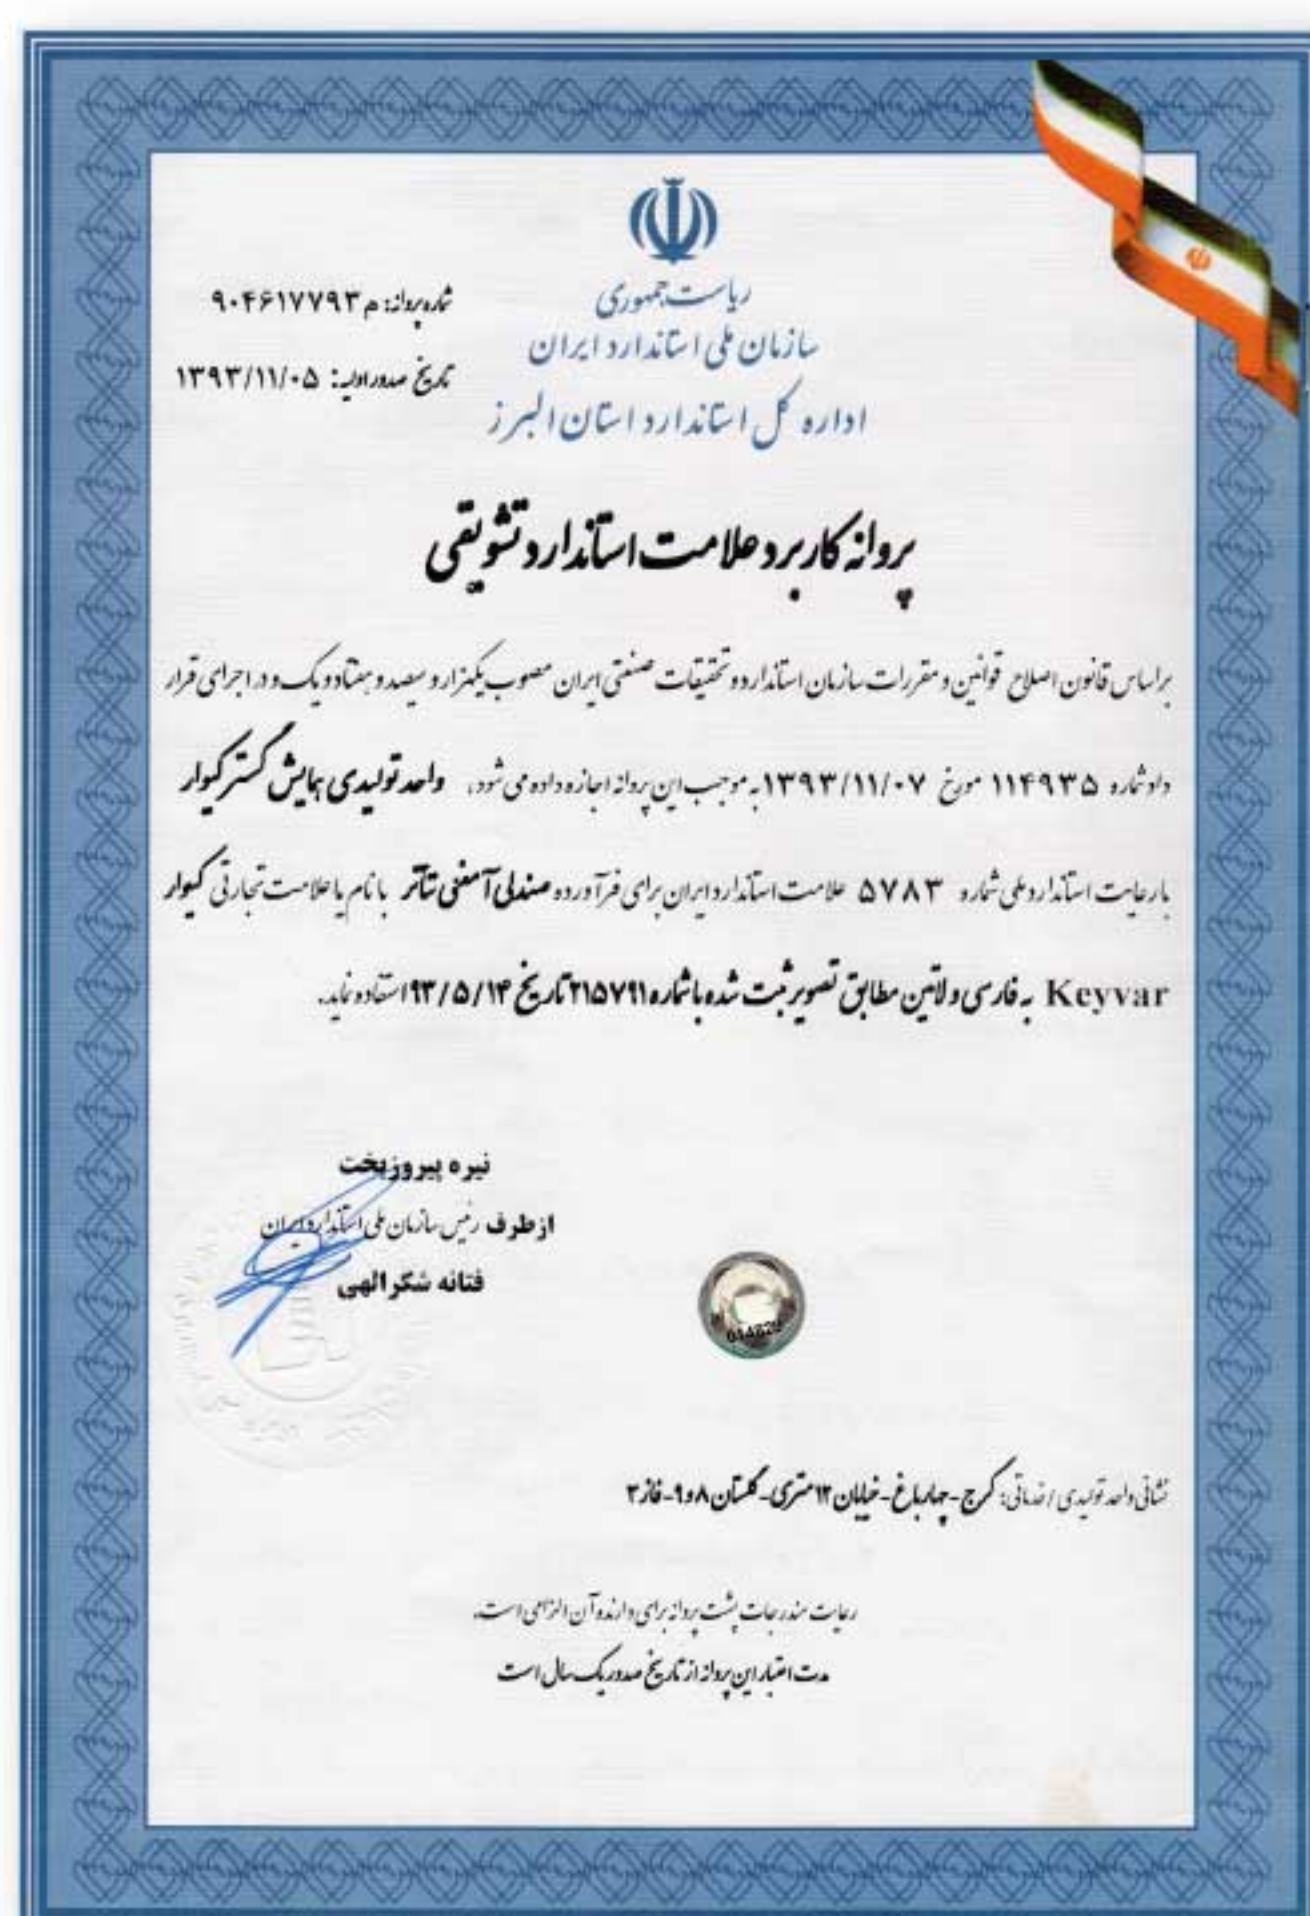 ریاست جمهوری
سازمان ملی استاندارد ایران
اداره کل استاندارد استان البرز
شماره پروانه: م ۹۰۴۶۱۷۷۹۳
تاریخ صدور اولیه: ۱۳۹۳/۱۱/۰۵
پروانه کاربرد علامت استاندارد تشویقی
براساس قانون اصلاح قوانین و مقررات سازمان استاندارد و تحقیقات صنعتی ایران مصوب یکهزار و سیصد و هفتاد و یک و در اجرای قرار
داد شماره ۱۱۴۹۳۵ مورخ ۱۳۹۳/۱۱/۰۷ به موجب این پروانه اجازه داده می شود، واحد تولیدی همایش گستر کیوار
با رعایت استاندارد ملی شماره ۵۷۸۳ علامت استاندارد ایران برای فرآورده صندلی آمفی تئاتر با نام یا علامت تجارتی کیوار
Keyvar به فارسی و لاتین مطابق تصویر ثبت شده با شماره ۲۱۵۷۹۱ تاریخ ۹۳/۵/۱۴ استفاده نماید.
نیره پیروزبخت
از طرف رئیس سازمان ملی استاندارد ایران
فتانه شکرالهی
نشانی واحد تولیدی / خدماتی: کرج - چهارباغ - خیابان ۱۲ متری - گلستان ۸ و ۹ - فاز ۳
رعایت مندرجات پشت پروانه برای دارنده آن الزامی است.
مدت اعتبار این پروانه از تاریخ صدور یک سال است